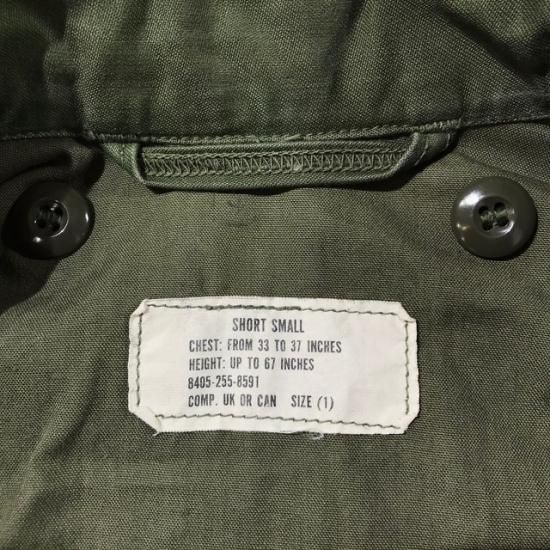 SHORT SMALL
CHEST: FROM 33 TO 37 INCHES
HEIGHT: UP TO 67 INCHES
8405-255-8591
COMP. UK OR CAN SIZE (1)